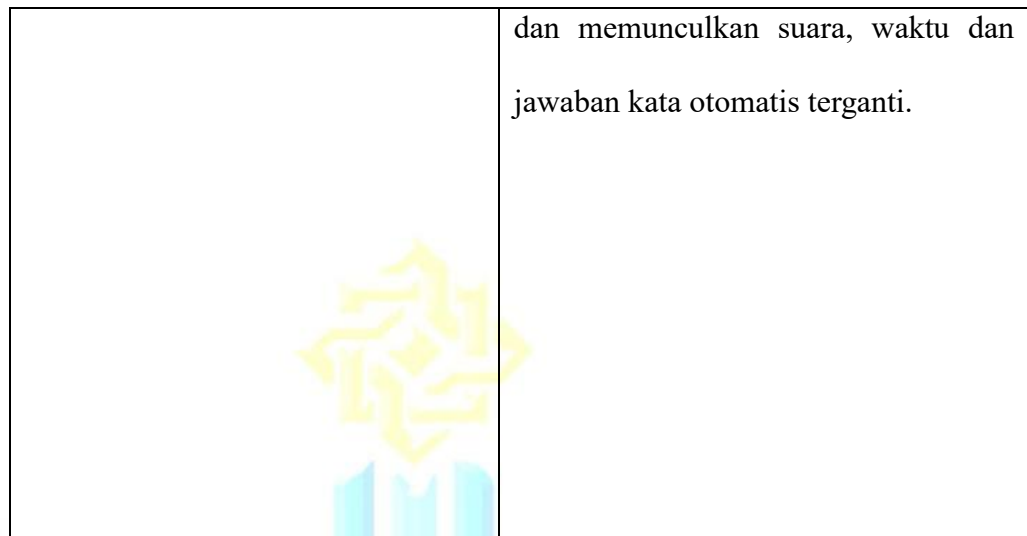 dan memunculkan suara, waktu dan
jawaban kata otomatis terganti.